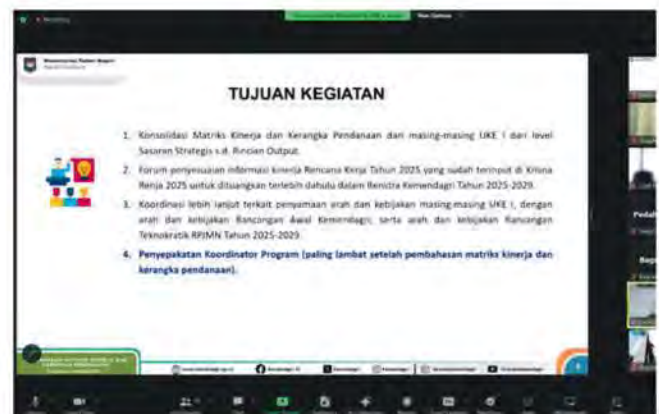 Kementerian Dalam Negeri
TUJUAN KEGIATAN
1. Konsolidasi Matriks Kinerja dan Kerangka Pendanaan dari masing-masing UKE I dari level
Sasaran Strategis s.d. Rincian Output.
2. Forum penyesuaian informasi kinerja Rencana Kerja Tahun 2025 yang sudah terinput di Krisna
Renja 2025 untuk dituangkan terlebih dahulu dalam Renstra Kemendagri Tahun 2025-2029.
3. Koordinasi lebih lanjut terkait penyamaan arah dan kebijakan masing-masing UKE I, dengan
arah dan kebijakan Rancangan Awal Kemendagri, serta arah dan kebijakan Rancangan
Teknokratik RPJMN Tahun 2025-2029.
4. Penyepakatan Koordinator Program (paling lambat setelah pembahasan matriks kinerja dan
kerangka pendanaan).